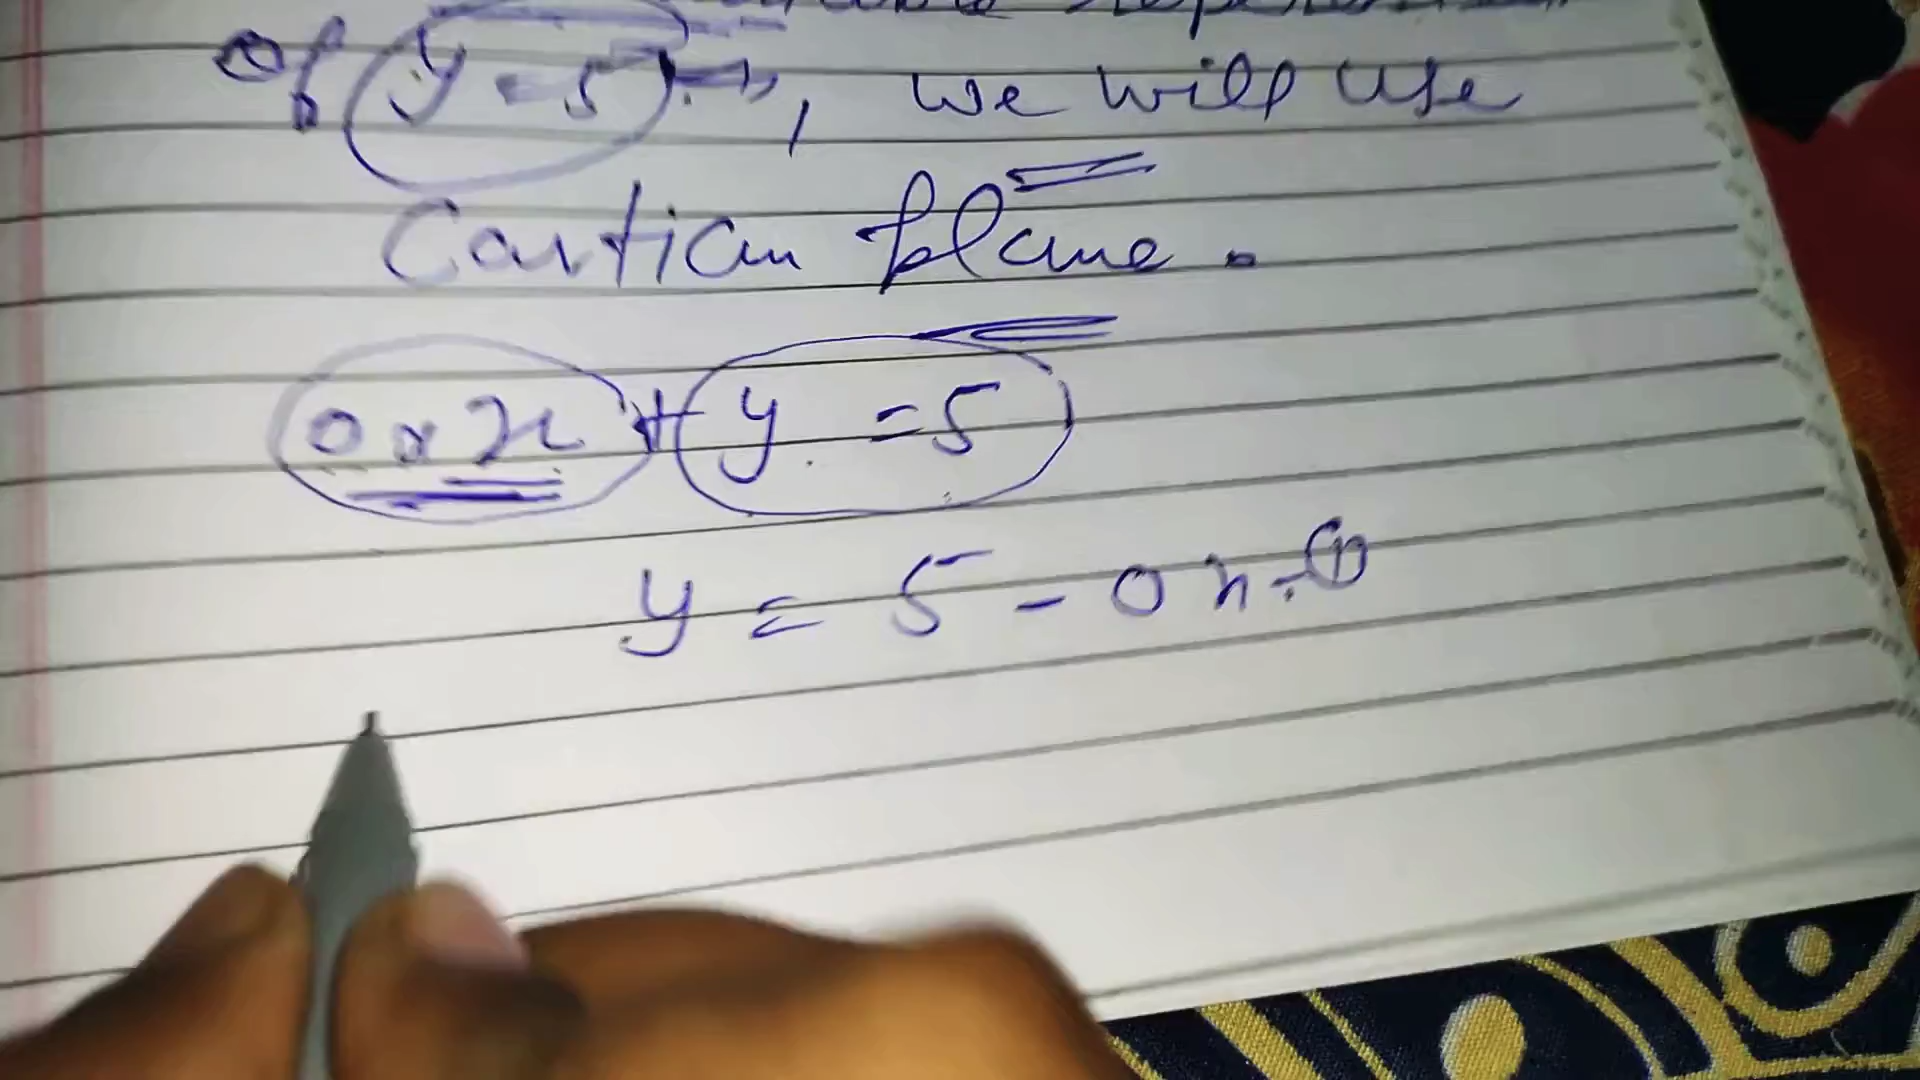 of y = 5, we will use
Cartian plane.
0 x x + y = 5
y = 5 - 0x - ①